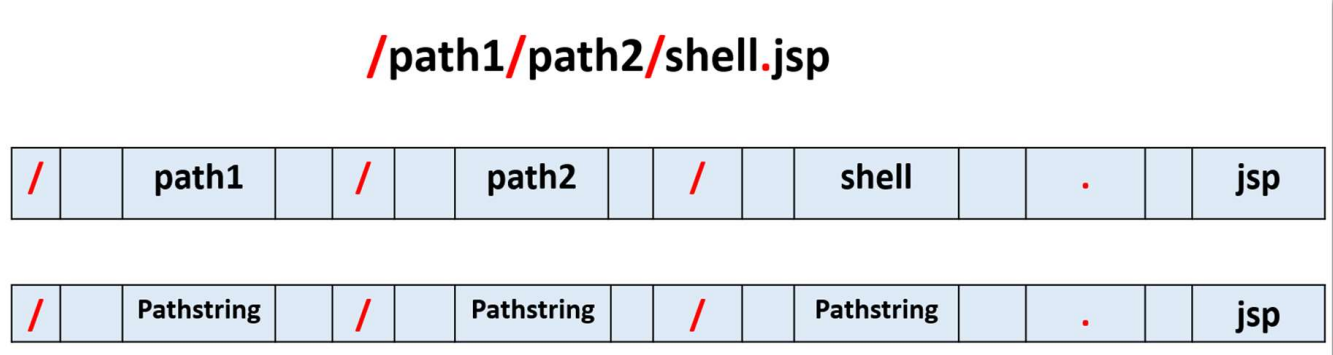 /path1/path2/shell.jsp
/ path1 / path2 / shell . jsp
/ Pathstring / Pathstring / Pathstring . jsp